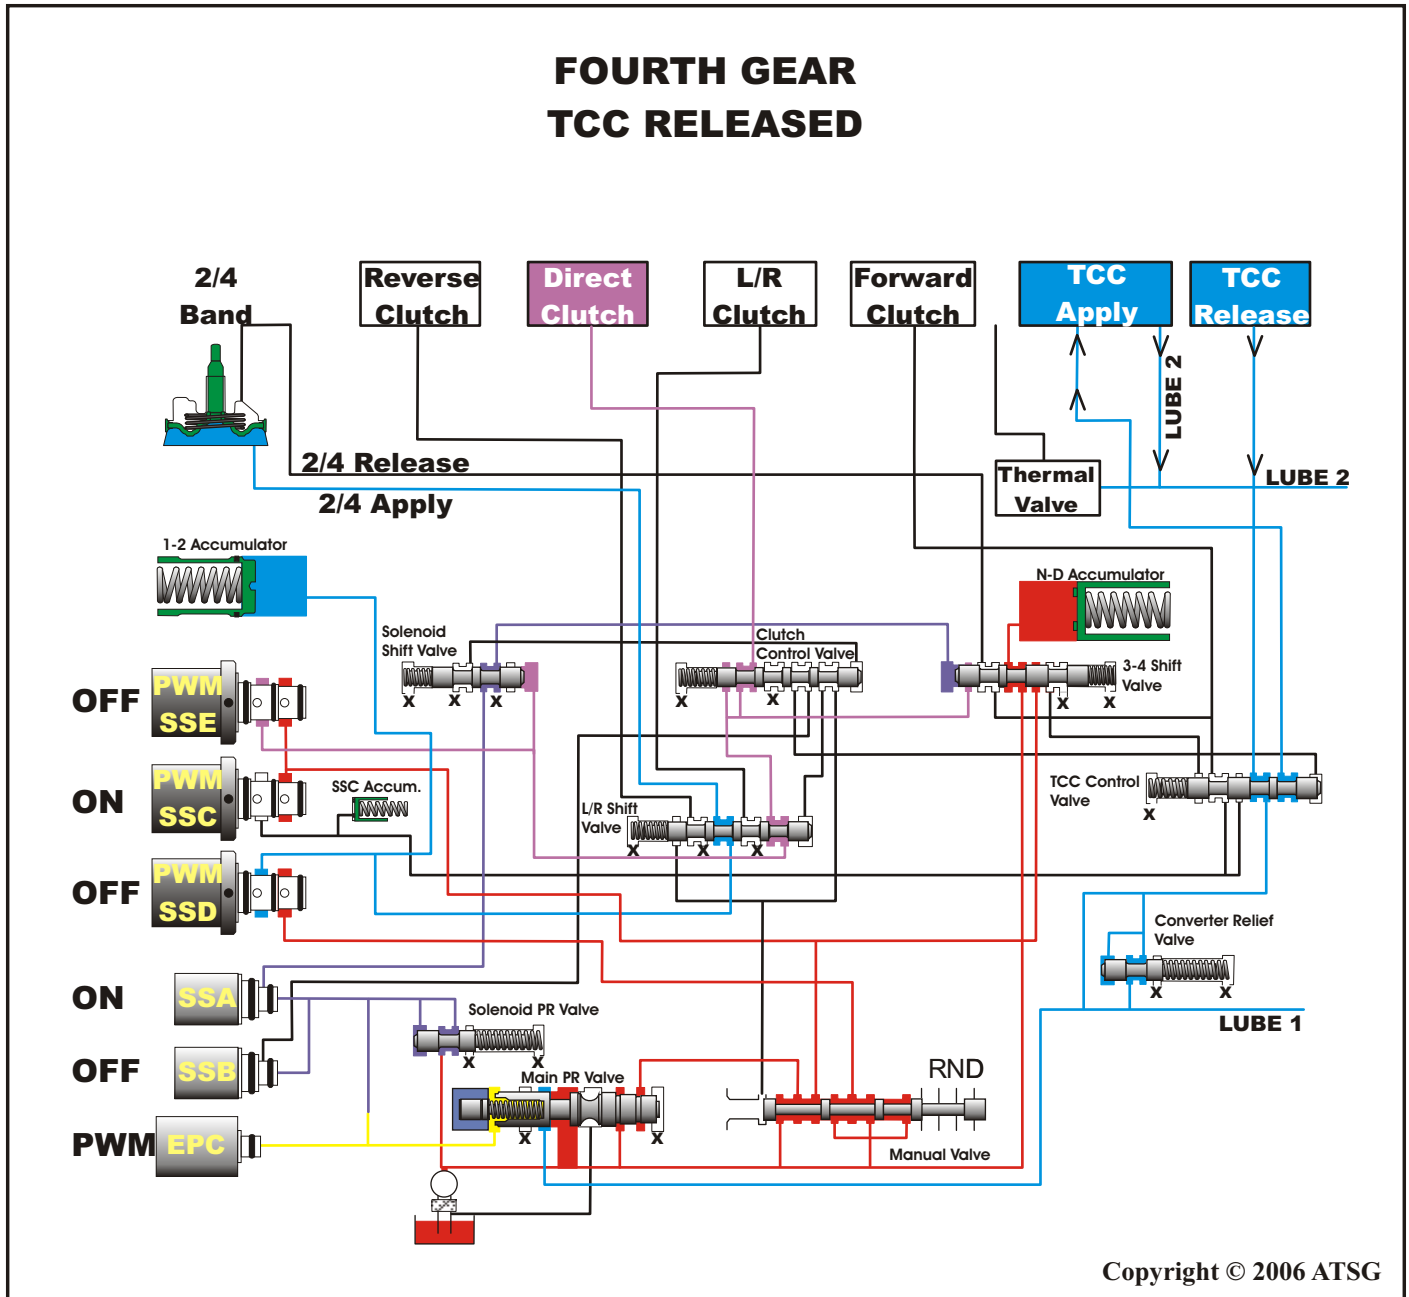 FOURTH GEAR
TCC RELEASED
2/4
Band
Reverse
Clutch
Direct
Clutch
L/R
Clutch
Forward
Clutch
TCC
Apply
TCC
Release
LUBE 2
2/4 Release
2/4 Apply
Thermal
Valve
LUBE 2
1-2 Accumulator
N-D Accumulator
Solenoid
Shift Valve
Clutch
Control Valve
3-4 Shift
Valve
X X X
X X
X X
OFF
PWM
SSE
ON
PWM
SSC
SSC Accum.
L/R Shift
Valve
X X X
TCC Control
Valve
X
OFF
PWM
SSD
Converter Relief
Valve
X X
ON
SSA
Solenoid PR Valve
X X
LUBE 1
OFF
SSB
Main PR Valve
X X
RND
Manual Valve
PWM
EPC
Copyright © 2006 ATSG